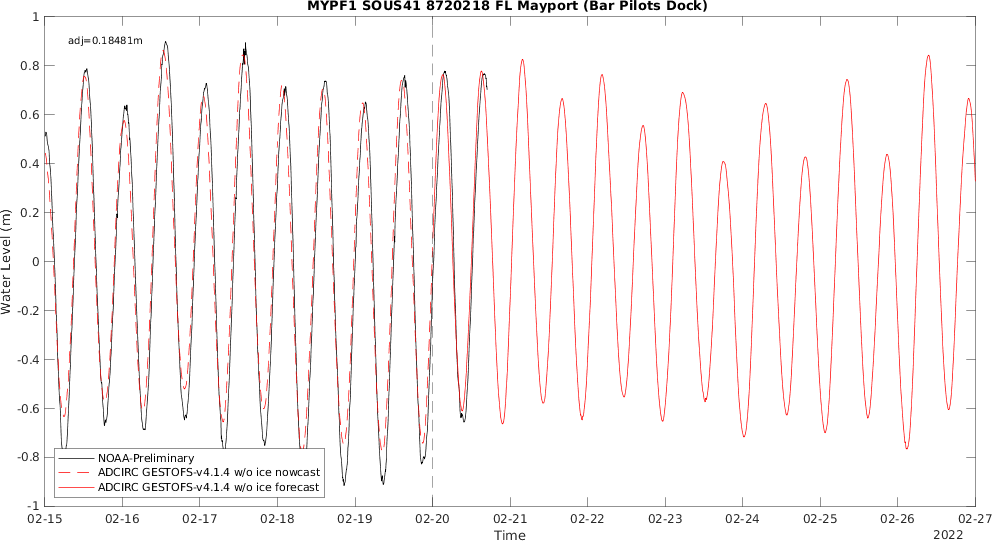 MYPF1 SOUS41 8720218 FL Mayport (Bar Pilots Dock)
adj=0.18481m
1
0.8
0.6
0.4
0.2
0
-0.2
-0.4
-0.6
-0.8
-1
Water Level (m)
NOAA-Preliminary
ADCIRC GESTOFS-v4.1.4 w/o ice nowcast
ADCIRC GESTOFS-v4.1.4 w/o ice forecast
02-15 02-16 02-17 02-18 02-19 02-20 02-21 02-22 02-23 02-24 02-25 02-26 02-27
Time
2022